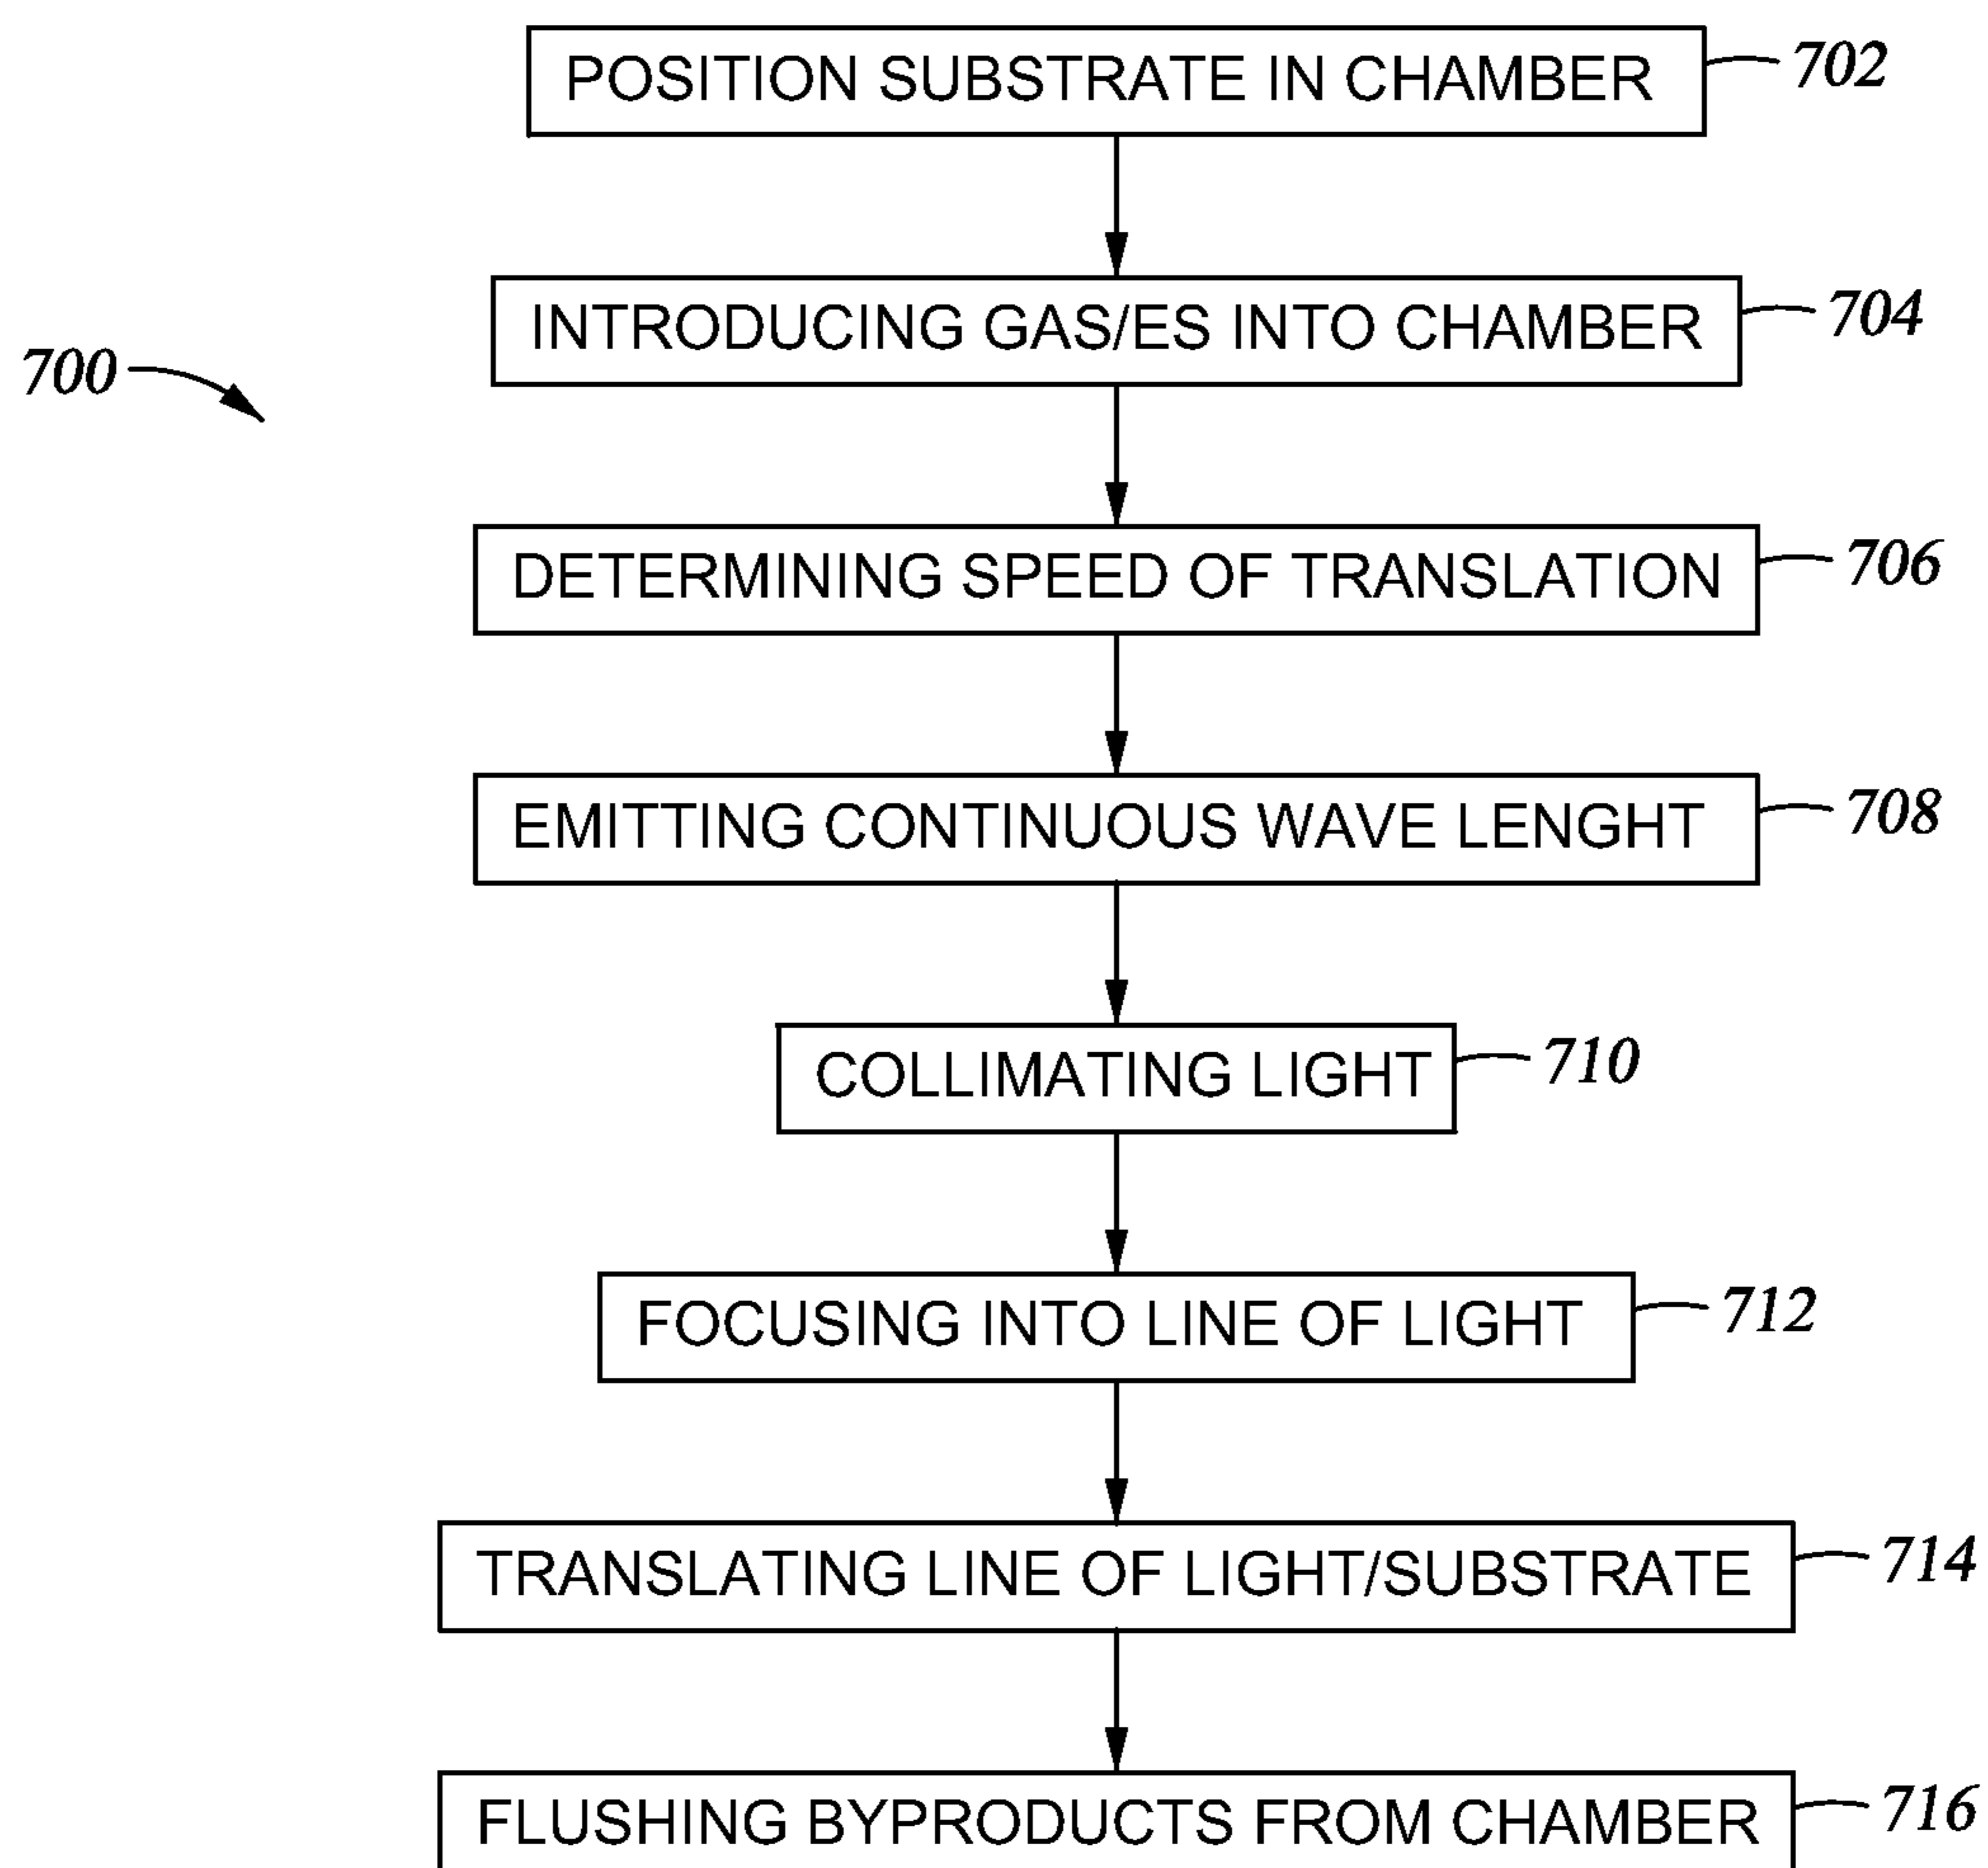 POSITION SUBSTRATE IN CHAMBER 702
INTRODUCING GAS/ES INTO CHAMBER 704
700
DETERMINING SPEED OF TRANSLATION 706
EMITTING CONTINUOUS WAVE LENGHT 708
COLLIMATING LIGHT 710
FOCUSING INTO LINE OF LIGHT 712
TRANSLATING LINE OF LIGHT/SUBSTRATE 714
FLUSHING BYPRODUCTS FROM CHAMBER 716